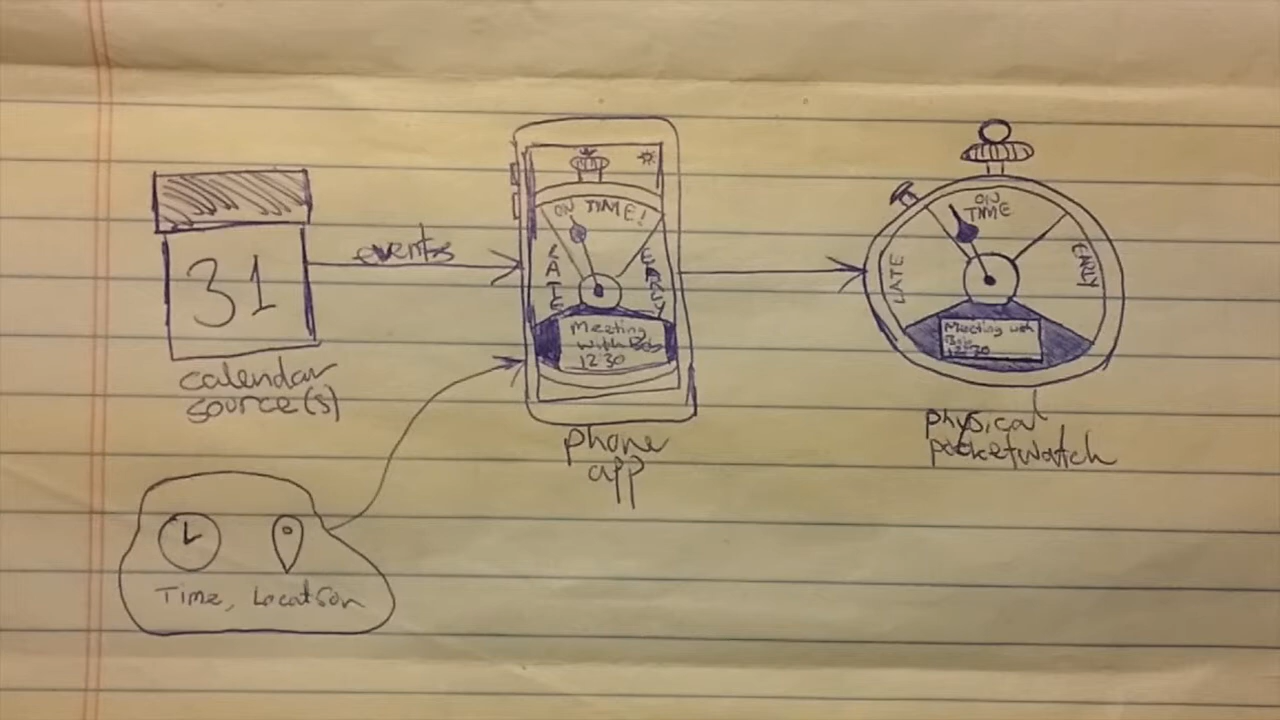 31
calendar
source(s)
events
ON TIME!
LATE
EARLY
Meeting
with Bob
12:30
phone
app
ON
TIME
LATE
EARLY
Meeting with
Bob
12:30
physical
pocketwatch
Time, Location